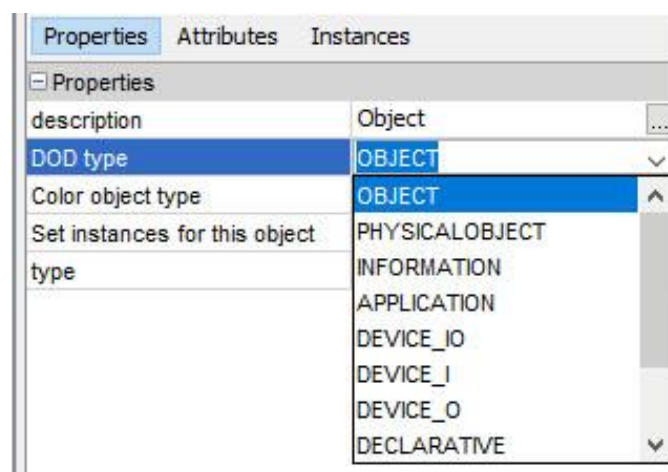 Properties Attributes Instances
Properties
description Object ...
DOD type OBJECT
Color object type OBJECT
Set instances for this object PHYSICALOBJECT
type INFORMATION
APPLICATION
DEVICE_IO
DEVICE_I
DEVICE_O
DECLARATIVE